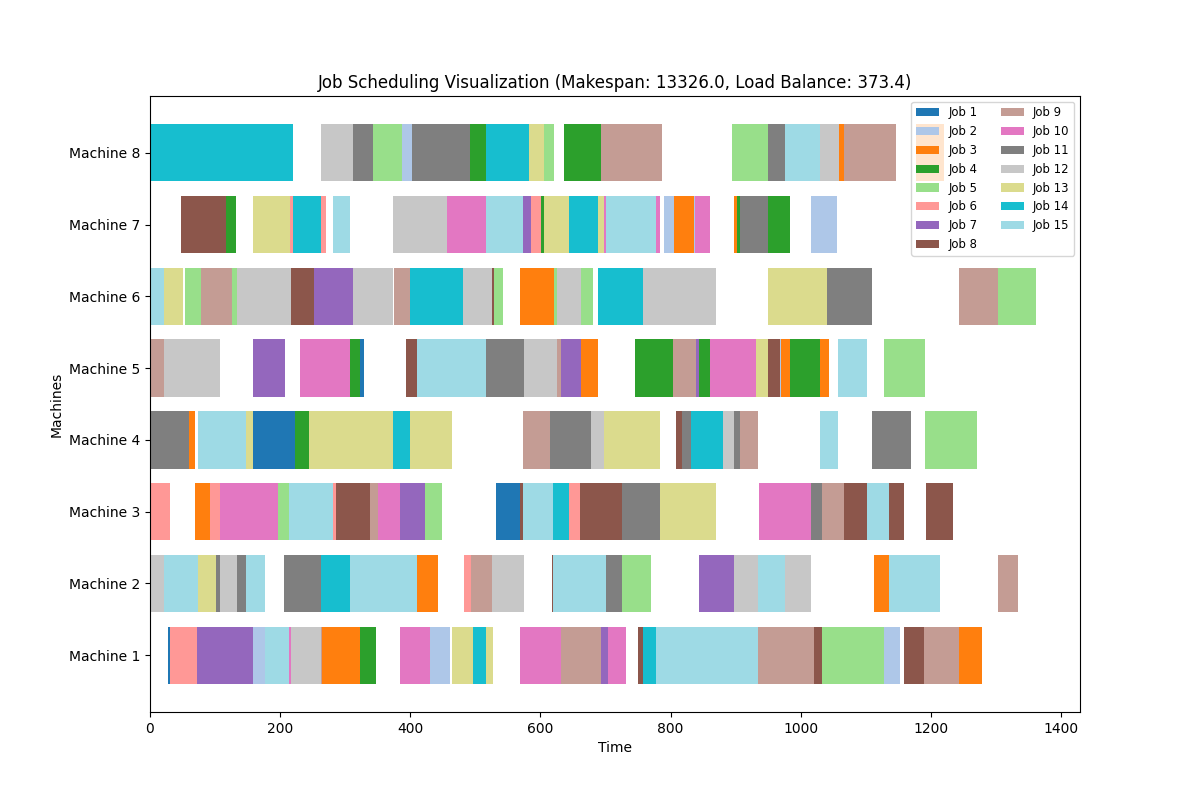 Job Scheduling Visualization (Makespan: 13326.0, Load Balance: 373.4)
Machine 8
Machine 7
Machine 6
Machine 5
Machine 4
Machine 3
Machine 2
Machine 1
Machines
0 200 400 600 800 1000 1200 1400
Time
Job 1
Job 2
Job 3
Job 4
Job 5
Job 6
Job 7
Job 8
Job 9
Job 10
Job 11
Job 12
Job 13
Job 14
Job 15